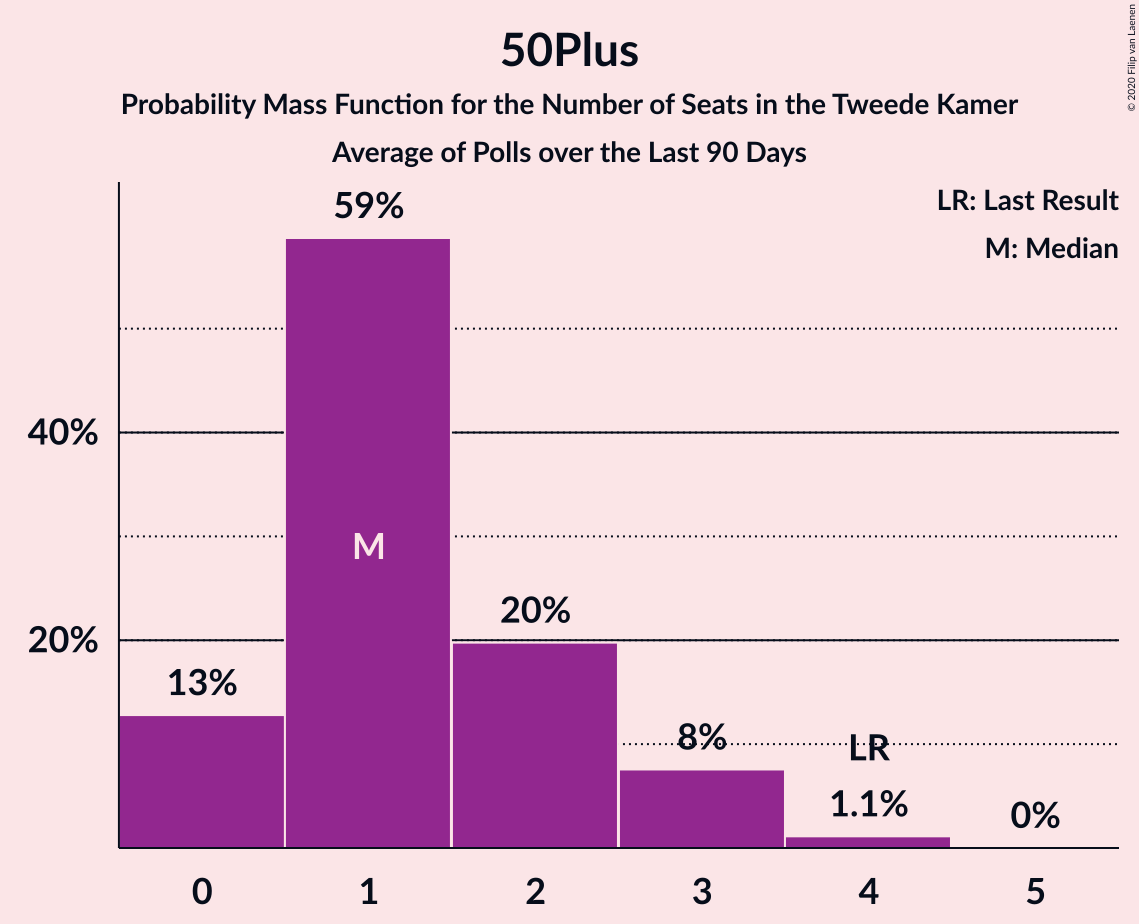 50Plus
Probability Mass Function for the Number of Seats in the Tweede Kamer
Average of Polls over the Last 90 Days
© 2020 Filip van Laenen
LR: Last Result
M: Median
59%
40%
M
20%
20%
13%
8%
LR
1.1%
0%
0 1 2 3 4 5